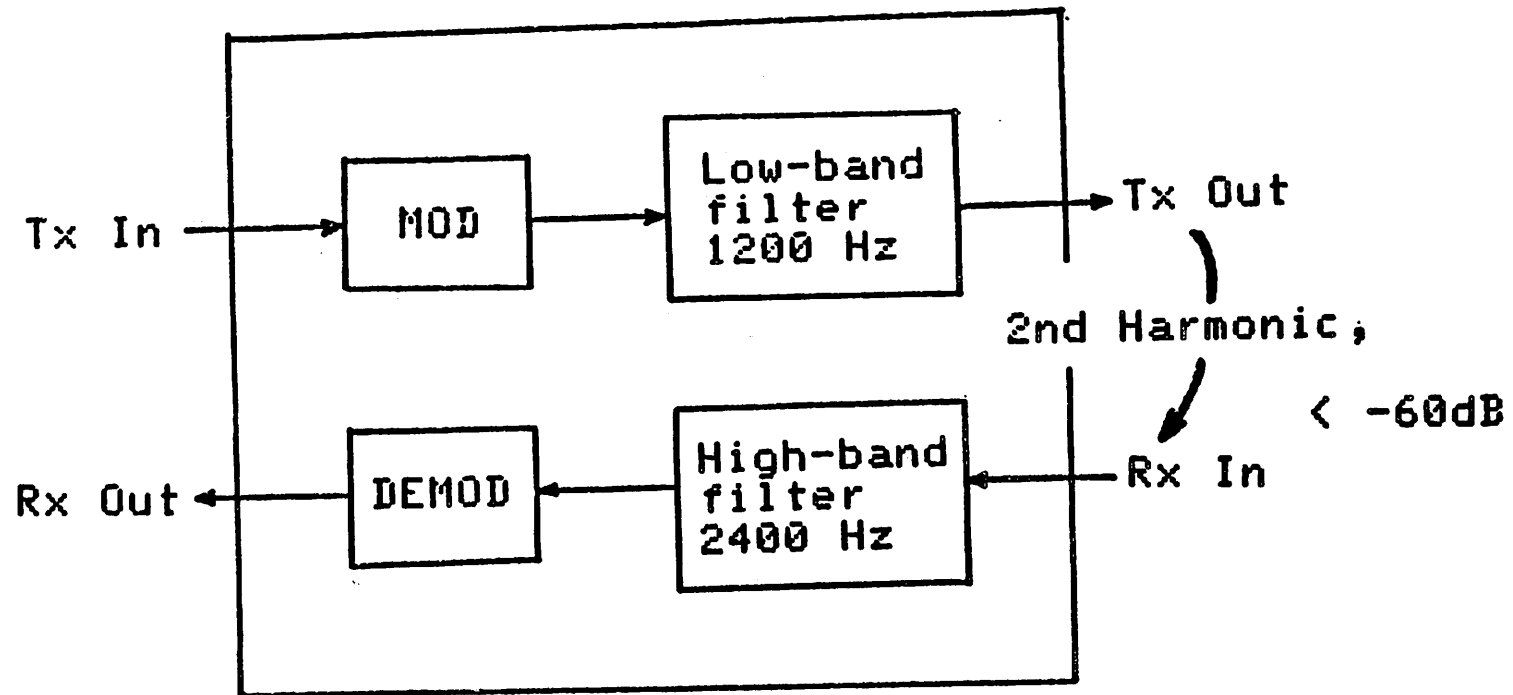 Tx In
MOD
Low-band
filter
1200 Hz
Tx Out
2nd Harmonic,
< -60dB
Rx Out
DEMOD
High-band
filter
2400 Hz
Rx In